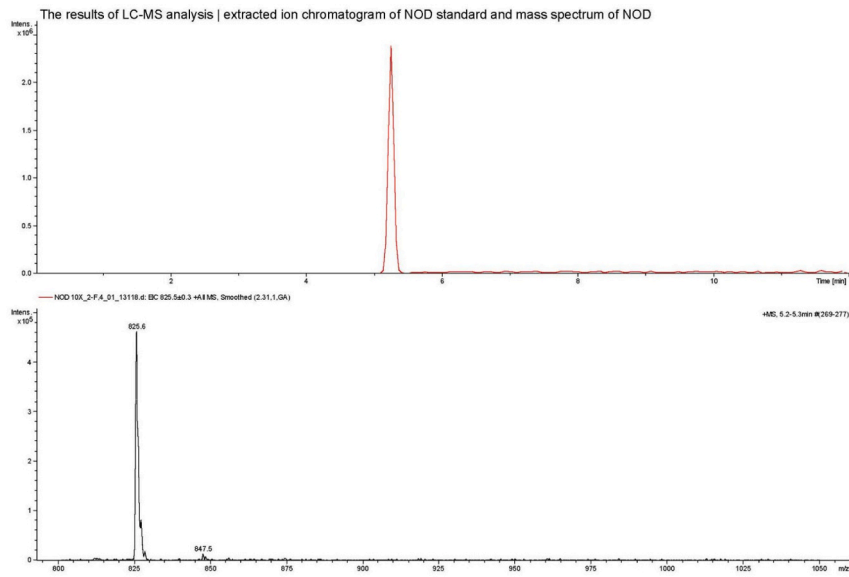 The results of LC-MS analysis | extracted ion chromatogram of NOD standard and mass spectrum of NOD
Intens.
x10⁶
2.0
1.5
1.0
0.5
0.0
2 4 6 8 10 Time [min]
NOD 10X_2-F,4_01_13118.d: EIC 825.5±0.3 +All MS, Smoothed (2.31,1,GA)
Intens.
x10⁵
+MS, 5.2-5.3min #(269-277)
825.6
4
3
2
1
847.5
0
800 825 850 875 900 925 950 975 1000 1025 1050 m/z